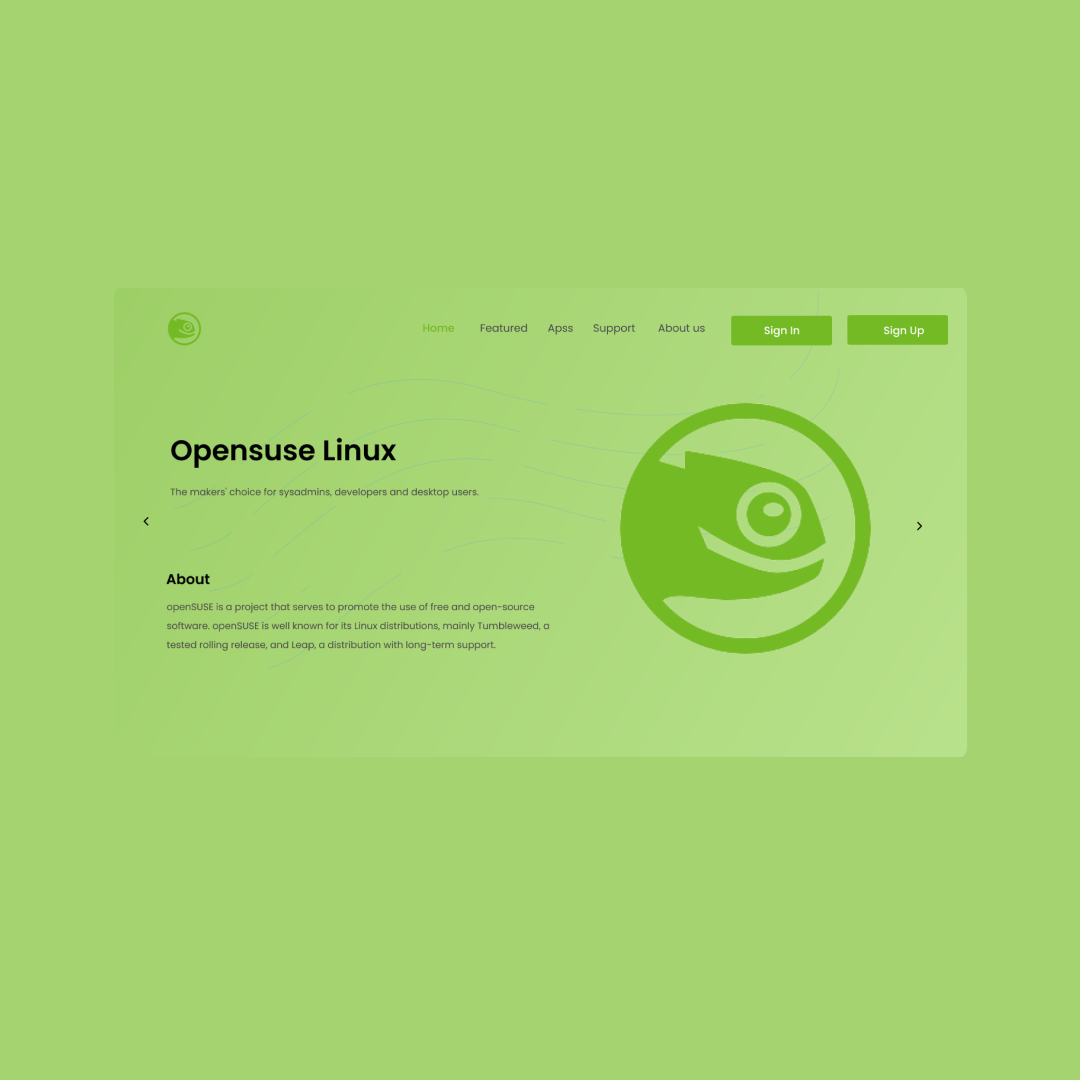 Home Featured Apss Support About us Sign In Sign Up
Opensuse Linux
The makers' choice for sysadmins, developers and desktop users.
About
openSUSE is a project that serves to promote the use of free and open-source
software. openSUSE is well known for its Linux distributions, mainly Tumbleweed, a
tested rolling release, and Leap, a distribution with long-term support.